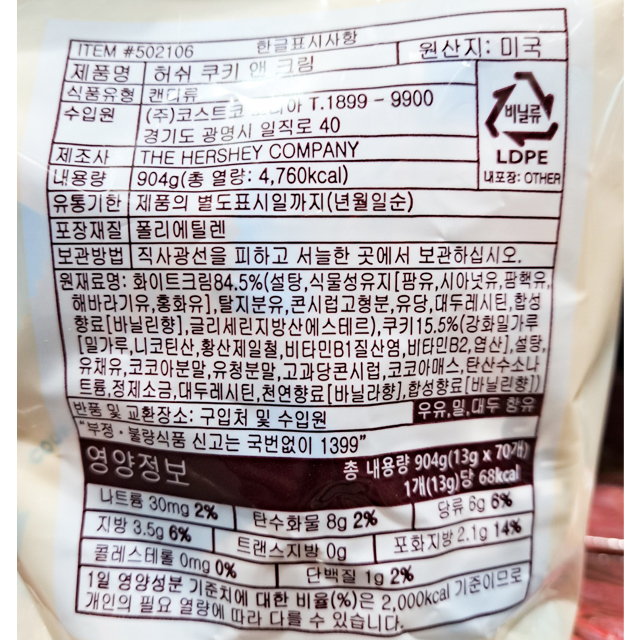 ITEM #502106 한글표시사항 원산지: 미국
제품명 허쉬 쿠키 앤 크림
식품유형 캔디류
수입원 (주)코스트코 T.1899 - 9900
경기도 광명시 일직로 40
비닐류
LDPE
내포장: OTHER
제조사 THE HERSHEY COMPANY
내용량 904g(총 열량: 4,760kcal)
유통기한 제품의 별도표시일까지(년월일순)
포장재질 폴리에틸렌
보관방법 직사광선을 피하고 서늘한 곳에서 보관하십시오.
원재료명: 화이트크림84.5%(설탕,식물성유지[팜유,시아넛유,팜핵유,
해바라기유,홍화유],탈지분유,콘시럽고형분,유당,대두레시틴,합성
향료[바닐린향],글리세린지방산에스테르),쿠키15.5%(강화밀가루
[밀가루,니코틴산,황산제일철,비타민B1질산염,비타민B2,엽산],설탕,
유채유,코코아분말,유청분말,고과당콘시럽,코코아매스,탄산수소나
트륨,정제소금,대두레시틴,천연향료[바닐라향],합성향료[바닐린향])
반품 및 교환장소: 구입처 및 수입원 우유,밀,대두 함유
"부정·불량식품 신고는 국번없이 1399"
영양정보 총 내용량 904g(13g x 70개)
1개(13g)당 68kcal
나트륨 30mg 2% 탄수화물 8g 2% 당류 6g 6%
지방 3.5g 6% 트랜스지방 0g 포화지방 2.1g 14%
콜레스테롤 0mg 0% 단백질 1g 2%
1일 영양성분 기준치에 대한 비율(%)은 2,000kcal 기준이므로
개인의 필요 열량에 따라 다를 수 있습니다.